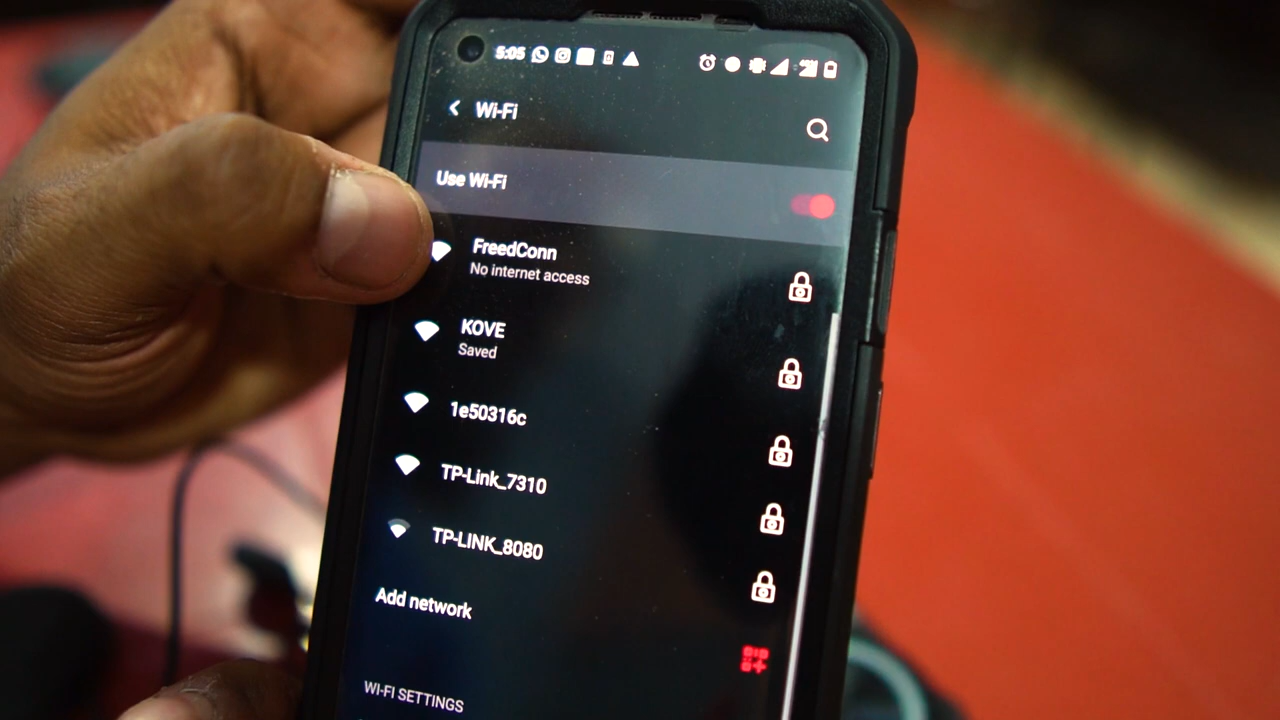 5:05
Wi-Fi
Use Wi-Fi
FreedConn
No internet access
KOVE
Saved
1e50316c
TP-Link_7310
TP-LINK_8080
Add network
WI-FI SETTINGS